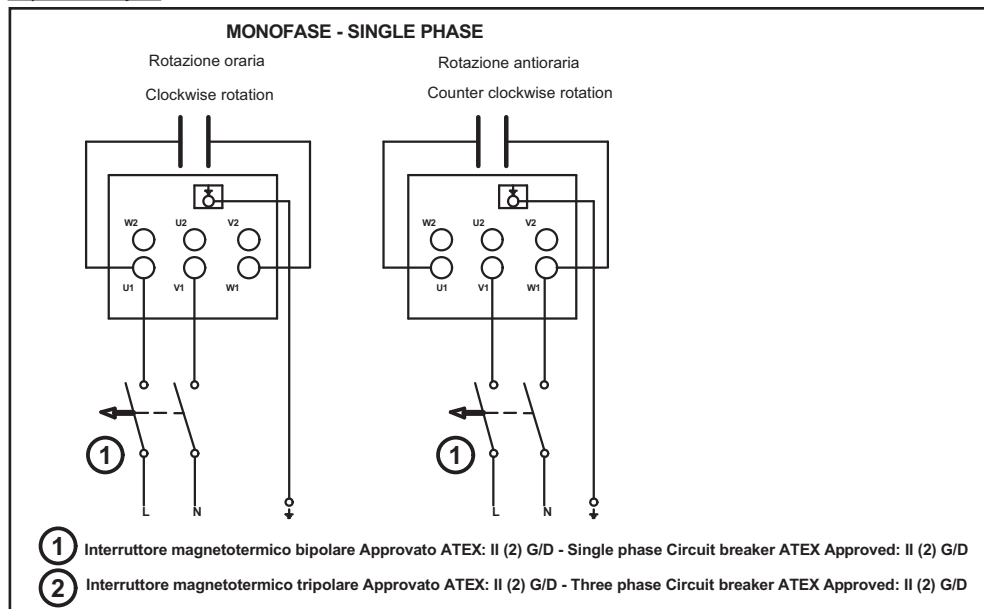 MONOFASE - SINGLE PHASE
Rotazione oraria
Clockwise rotation
Rotazione antioraria
Counter clockwise rotation
W2 U2 V2
U1 V1 W1
W2 U2 V2
U1 V1 W1
1
1
L N
L N
1 Interruttore magnetotermico bipolare Approvato ATEX: II (2) G/D - Single phase Circuit breaker ATEX Approved: II (2) G/D
2 Interruttore magnetotermico tripolare Approvato ATEX: II (2) G/D - Three phase Circuit breaker ATEX Approved: II (2) G/D